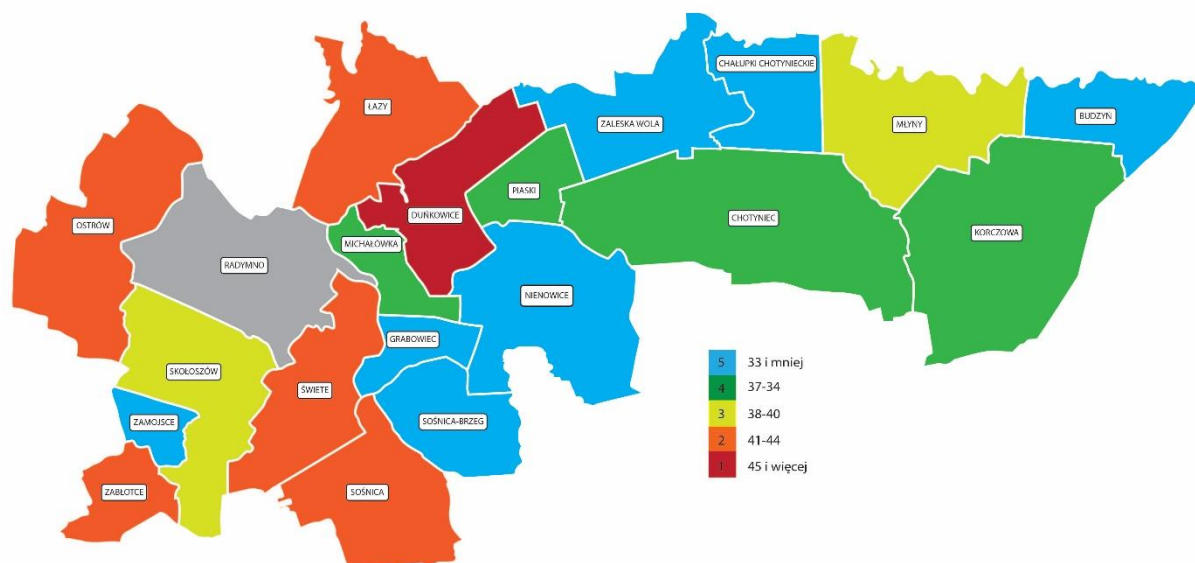 CHAŁUPKI CHOTYNIECKIE
ŁAZY
BUDZYŃ
ZALESKA WOLA
MŁYNY
PIASKI
DUŃKOWICE
CHOTYNIEC
OSTRÓW
KORCZOWA
MICHAŁÓWKA
RADYMNO
NIENOWICE
GRABOWIEC
SKOŁOSZÓW
ŚWIETE
ZAMOJSCE
SOŚNICA-BRZEG
ZABŁOTCE
SOŚNICA
5 33 i mniej
4 37-34
3 38-40
2 41-44
1 45 i więcej